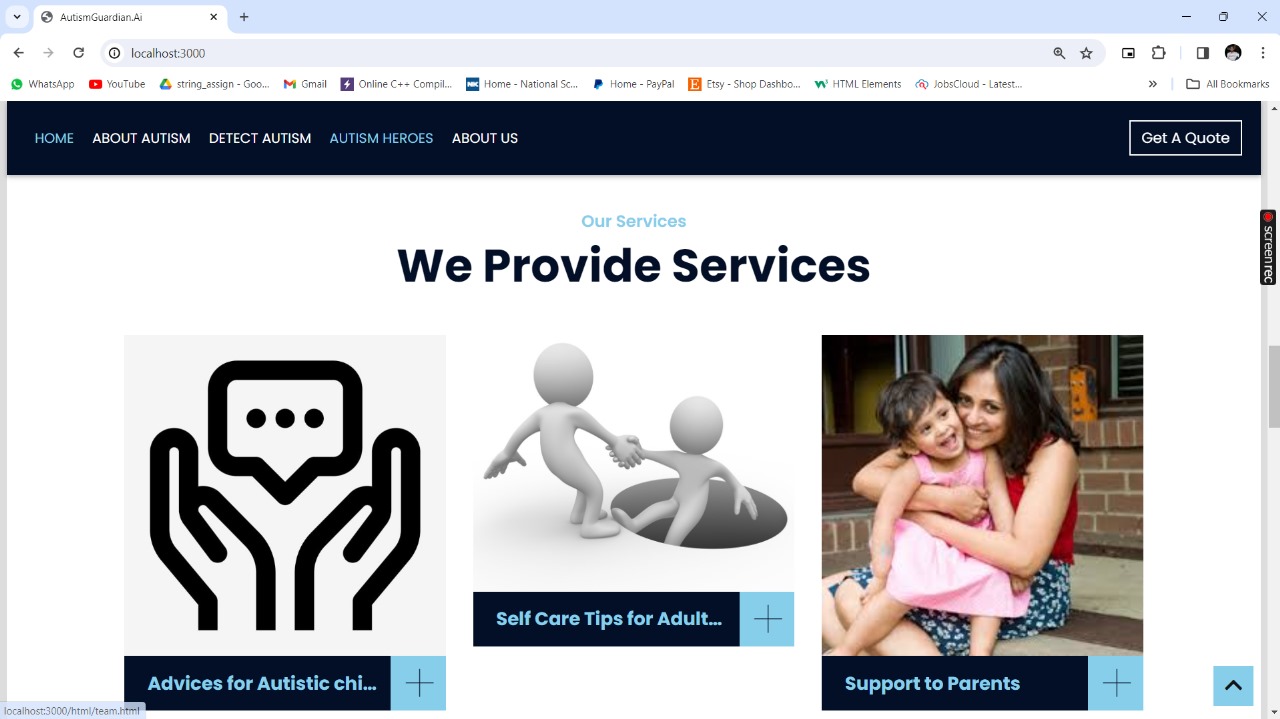 AutismGuardian.Ai
localhost:3000
WhatsApp YouTube string_assign - Goo... Gmail Online C++ Compil... NK Home - National Sc... Home - PayPal E Etsy - Shop Dashbo... HTML Elements JobsCloud - Latest... » All Bookmarks
HOME ABOUT AUTISM DETECT AUTISM AUTISM HEROES ABOUT US Get A Quote
Our Services
We Provide Services
screenrec
Self Care Tips for Adult...
Advices for Autistic chi... Support to Parents
localhost:3000/html/team.html